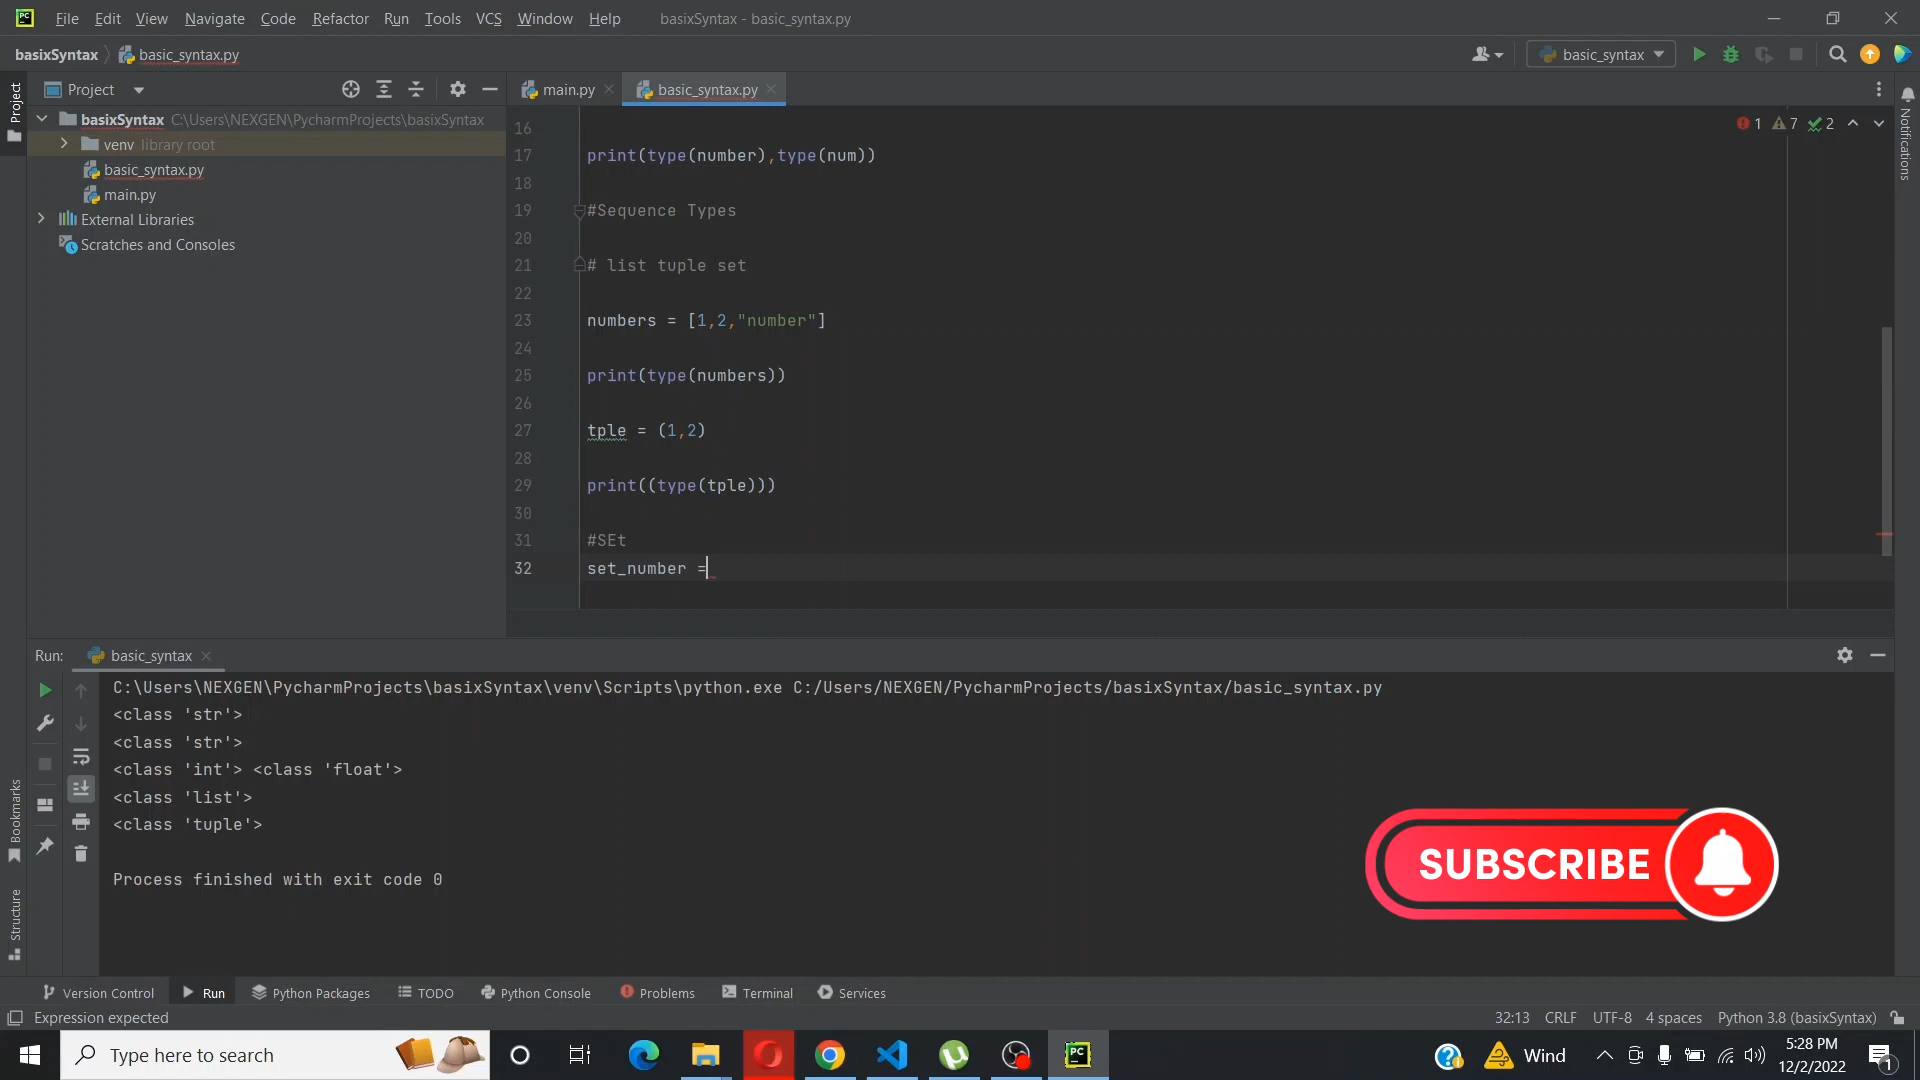 PC
File Edit View Navigate Code Refactor Run Tools VCS Window Help basixSyntax - basic_syntax.py
basixSyntax basic_syntax.py basic_syntax
Project
Project
main.py
basic_syntax.py
basixSyntax C:\Users\NEXGEN\PycharmProjects\basixSyntax
venv library root
basic_syntax.py
main.py
External Libraries
Scratches and Consoles
1 7 2
Notifications
16
17 print(type(number),type(num))
18
19 #Sequence Types
20
21 # list tuple set
22
23 numbers = [1,2,"number"]
24
25 print(type(numbers))
26
27 tple = (1,2)
28
29 print((type(tple)))
30
31 #SEt
32 set_number =
Run: basic_syntax
C:\Users\NEXGEN\PycharmProjects\basixSyntax\venv\Scripts\python.exe C:/Users/NEXGEN/PycharmProjects/basixSyntax/basic_syntax.py
<class 'str'>
<class 'str'>
<class 'int'> <class 'float'>
<class 'list'>
<class 'tuple'>
Process finished with exit code 0
Bookmarks
Structure
SUBSCRIBE
Version Control Run TODO Python Packages Python Console Problems Terminal Services
Expression expected 32:13 CRLF UTF-8 4 spaces Python 3.8 (basixSyntax)
Type here to search
PC
Wind
5:28 PM
12/2/2022
1